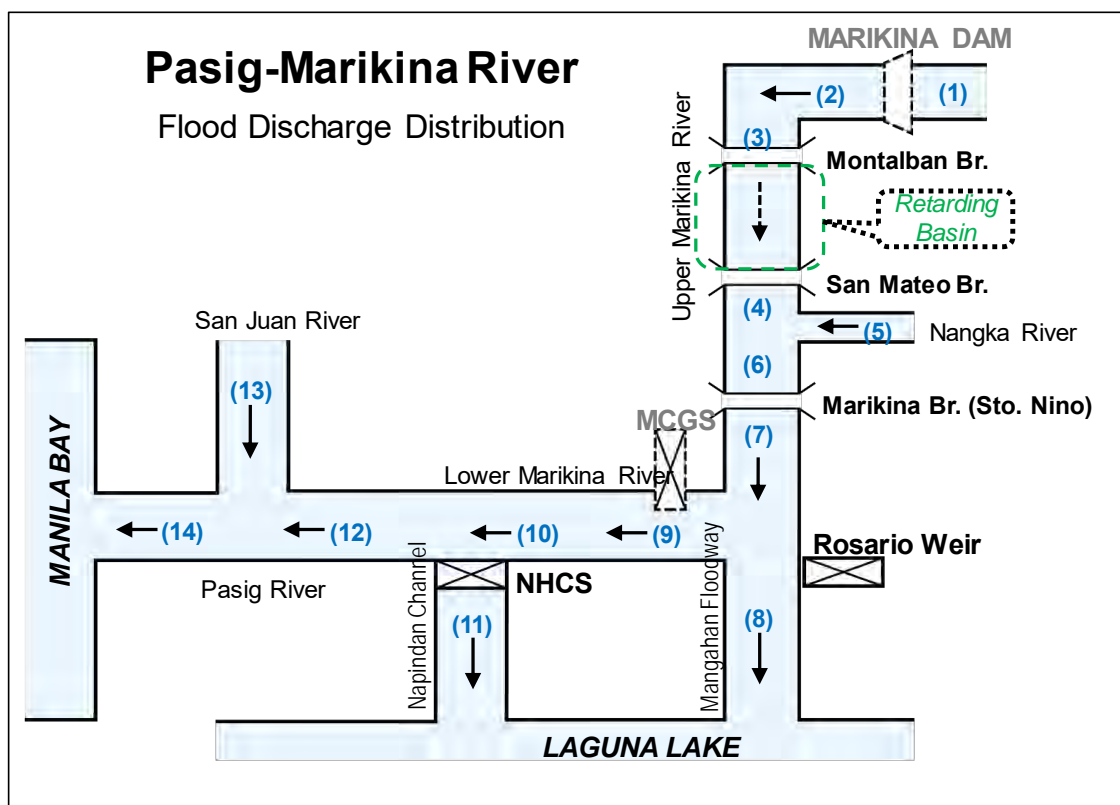 Pasig-Marikina River
Flood Discharge Distribution
MARIKINA DAM
(1)
(2)
(3)
Montalban Br.
Upper Marikina River
Retarding
Basin
San Mateo Br.
(4)
(5)
Nangka River
(6)
Marikina Br. (Sto. Nino)
San Juan River
(13)
MCGS
(7)
Lower Marikina River
MANILA BAY
(14)
(12)
(10)
(9)
Rosario Weir
Pasig River
Napindan Channel
NHCS
Mangahan Floodway
(11)
(8)
LAGUNA LAKE